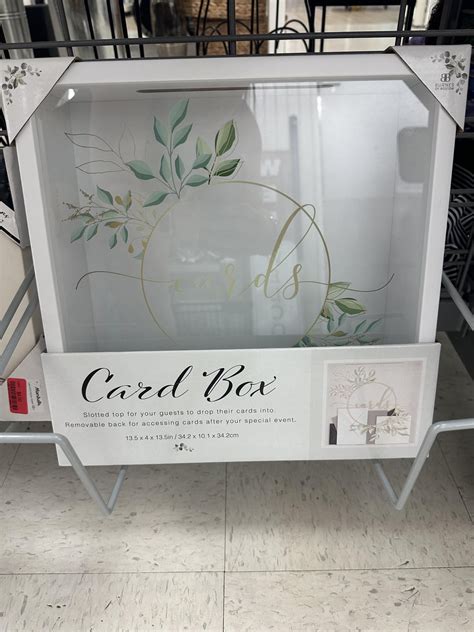 cards
Card Box
Slotted top for your guests to drop their cards into.
Removable back for accessing cards after your special event.
13.5 x 4 x 13.5in / 34.2 x 10.1 x 34.2cm
cards